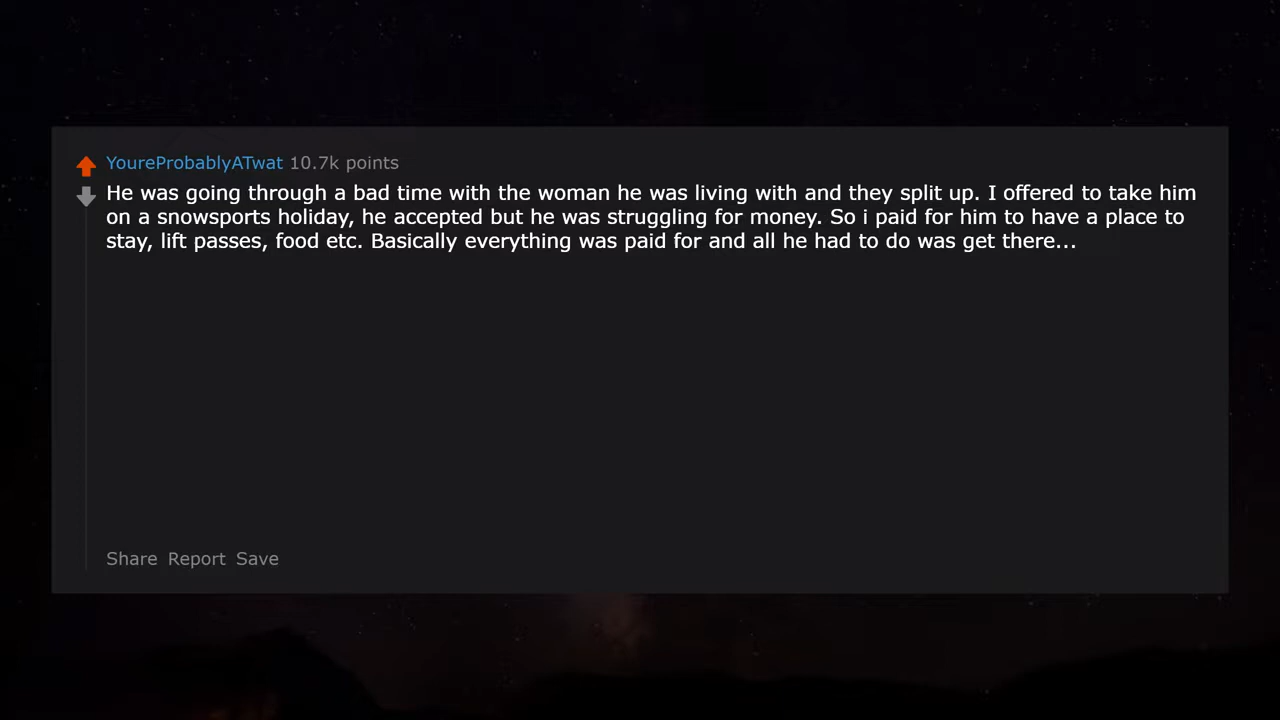 YoureProbablyATwat 10.7k points
He was going through a bad time with the woman he was living with and they split up. I offered to take him
on a snowsports holiday, he accepted but he was struggling for money. So i paid for him to have a place to
stay, lift passes, food etc. Basically everything was paid for and all he had to do was get there...
Share Report Save